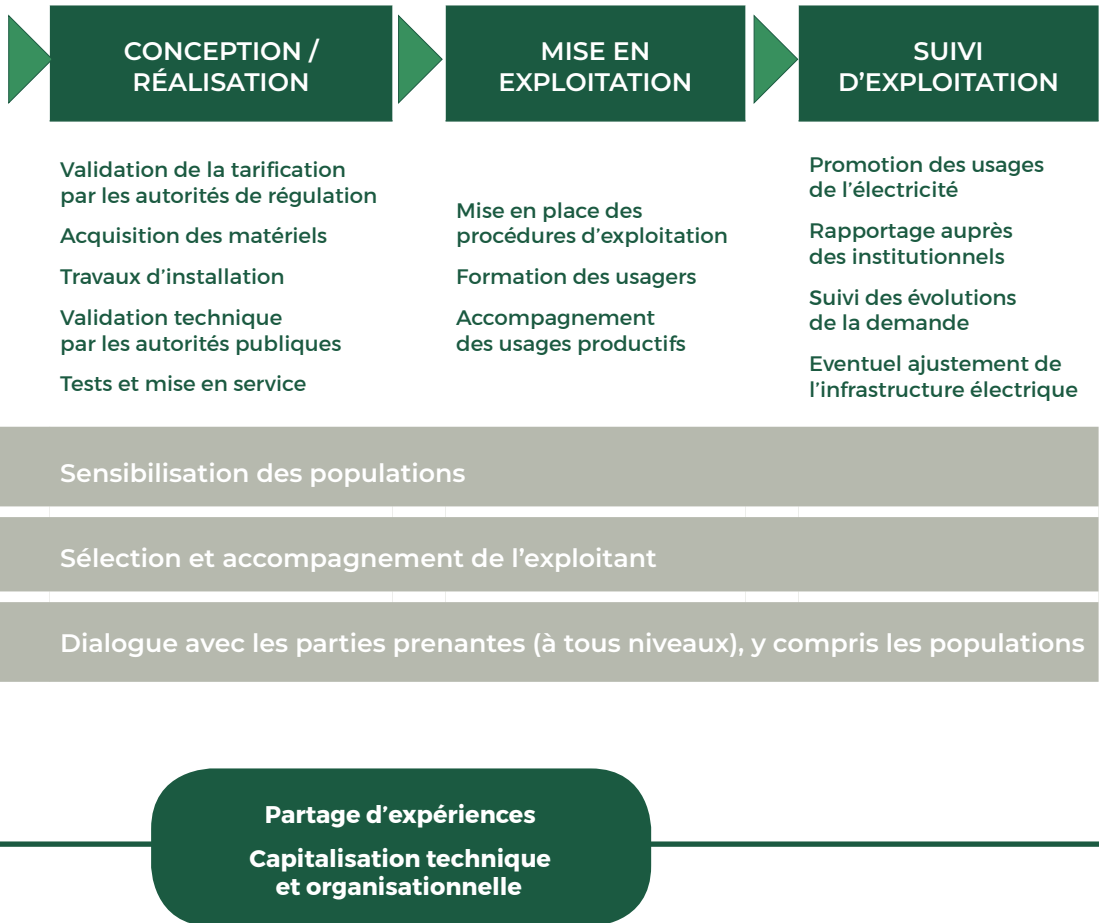 CONCEPTION /
RÉALISATION
Validation de la tarification
par les autorités de régulation
Acquisition des matériels
Travaux d’installation
Validation technique
par les autorités publiques
Tests et mise en service
MISE EN
EXPLOITATION
Mise en place des
procédures d’exploitation
Formation des usagers
Accompagnement
des usages productifs
SUIVI
D’EXPLOITATION
Promotion des usages
de l’électricité
Rapportage auprès
des institutionnels
Suivi des évolutions
de la demande
Eventuel ajustement de
l’infrastructure électrique
Sensibilisation des populations
Sélection et accompagnement de l’exploitant
Dialogue avec les parties prenantes (à tous niveaux), y compris les populations
Partage d’expériences
Capitalisation technique
et organisationnelle